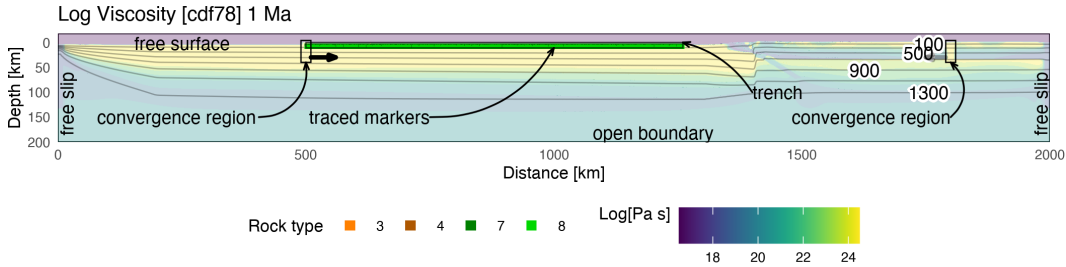 Log Viscosity [cdf78] 1 Ma
Depth [km]
0
50
100
150
200
free surface
free slip
convergence region
traced markers
open boundary
trench
convergence region
free slip
100
500
900
1300
0
500
1000
1500
2000
Distance [km]
Rock type
3
4
7
8
Log[Pa s]
18
20
22
24